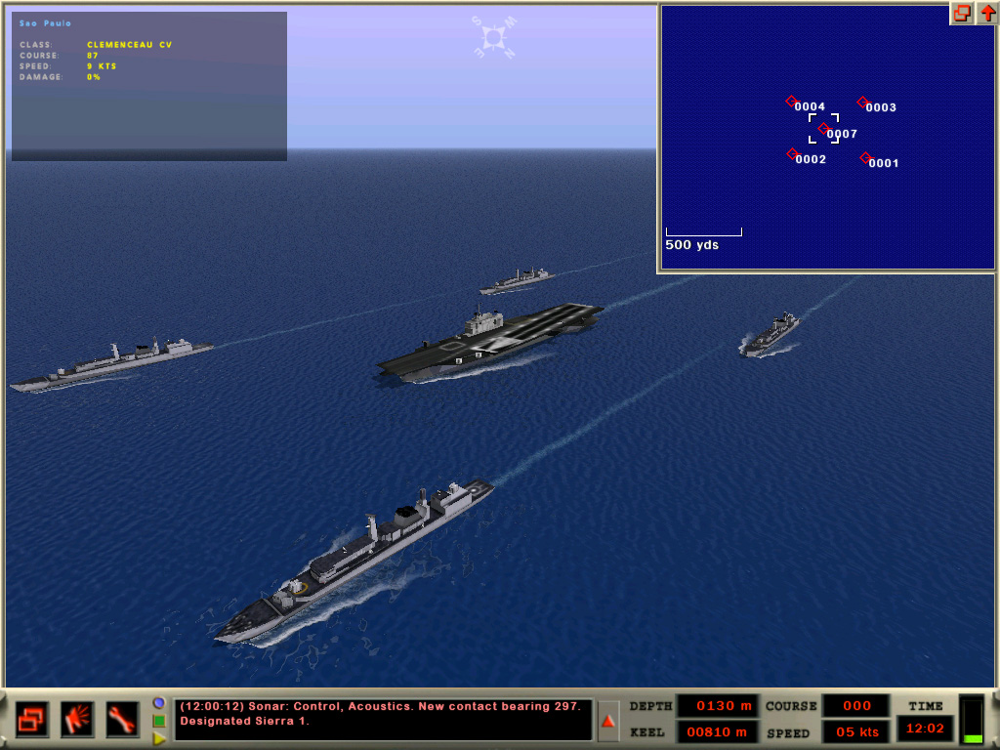 Sao Paulo
CLASS: CLEMENCEAU CV
COURSE: 87
SPEED: 9 KTS
DAMAGE: 0%
S W
E N
0004 0003
0007
0002 0001
500 yds
(12:00:12) Sonar: Control, Acoustics. New contact bearing 297.
Designated Sierra 1.
DEPTH 0130 m COURSE 000 TIME
KEEL 00810 m SPEED 05 kts 12:02